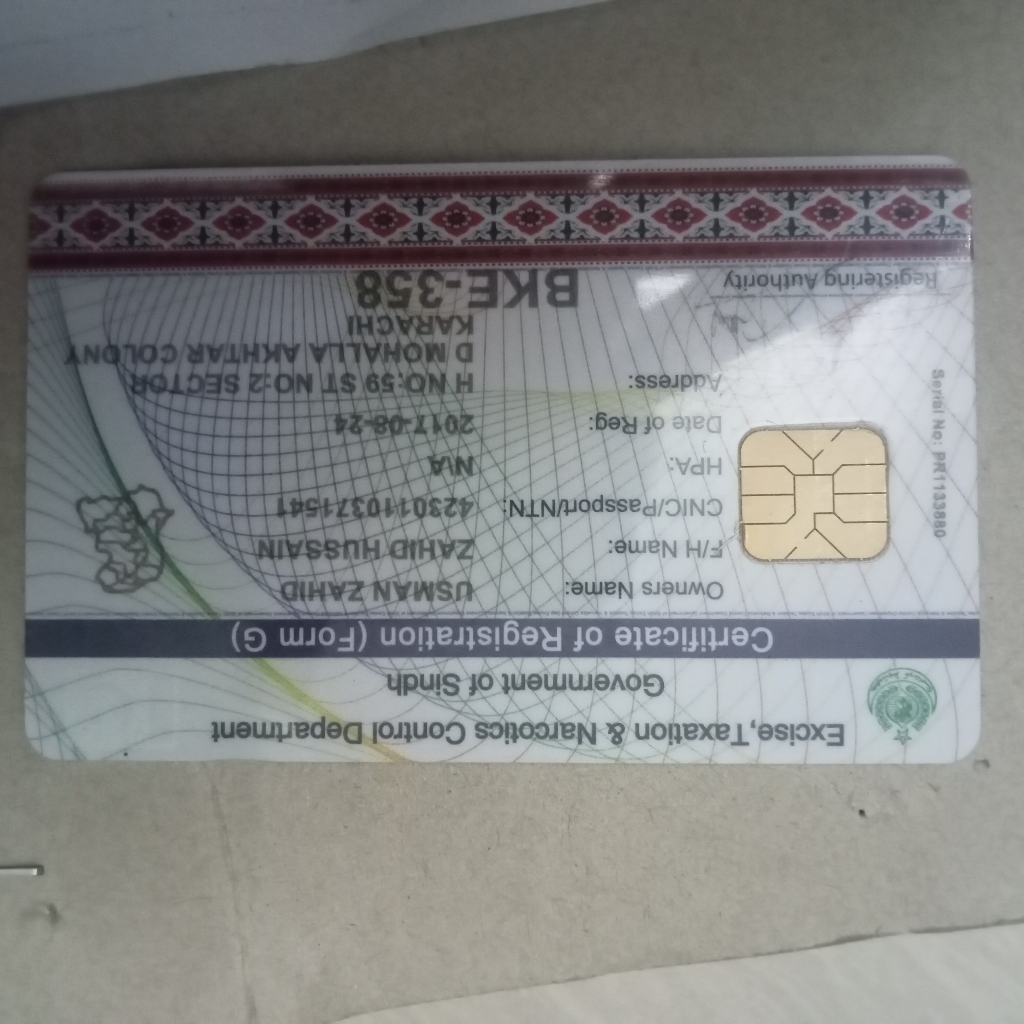 Excise,Taxation & Narcotics Control Department
Government of Sindh
Certificate of Registration (Form G)
Owners Name: USMAN ZAHID
F/H Name: ZAHID HUSSAIN
CNIC/Passport/NTN: 4230110371541
HPA: N\A
Date of Reg: 2017-08-24
Address: H NO:59 ST NO:2 SECTOR
D MOHALLA AKHTAR COLONY
KARACHI
BKE-358
Registering Authority
Serial No: PR1133880